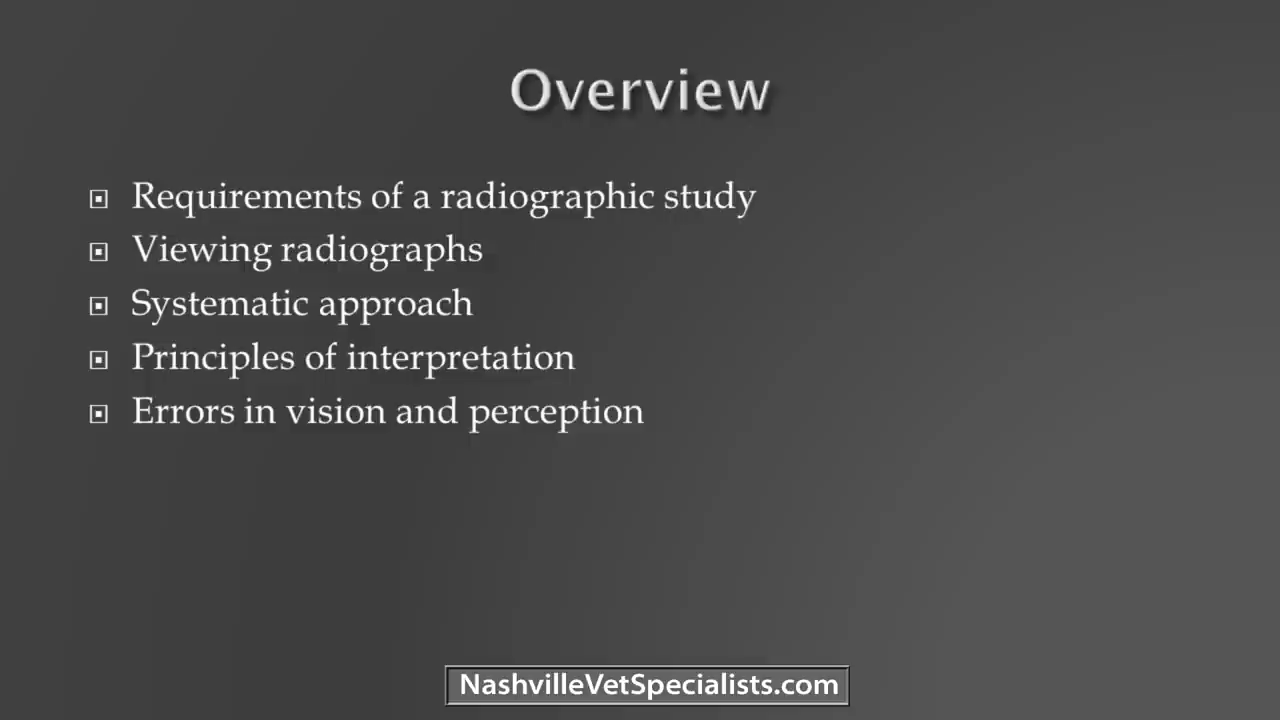 Overview
Requirements of a radiographic study
Viewing radiographs
Systematic approach
Principles of interpretation
Errors in vision and perception
NashvilleVetSpecialists.com